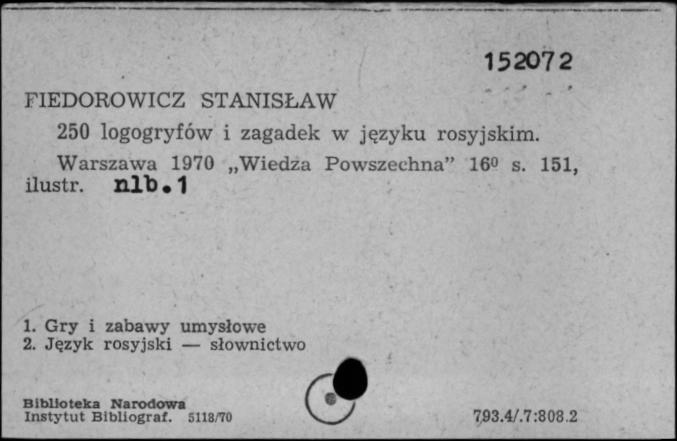 152072
FIEDOROWICZ STANISŁAW
250 logogryfów i zagadek w języku rosyjskim.
Warszawa 1970 „Wiedza Powszechna” 16º s. 151,
ilustr. nlb.1
1. Gry i zabawy umysłowe
2. Język rosyjski — słownictwo
Biblioteka Narodowa
Instytut Bibliograf. 5118/70 793.4/.7:808.2